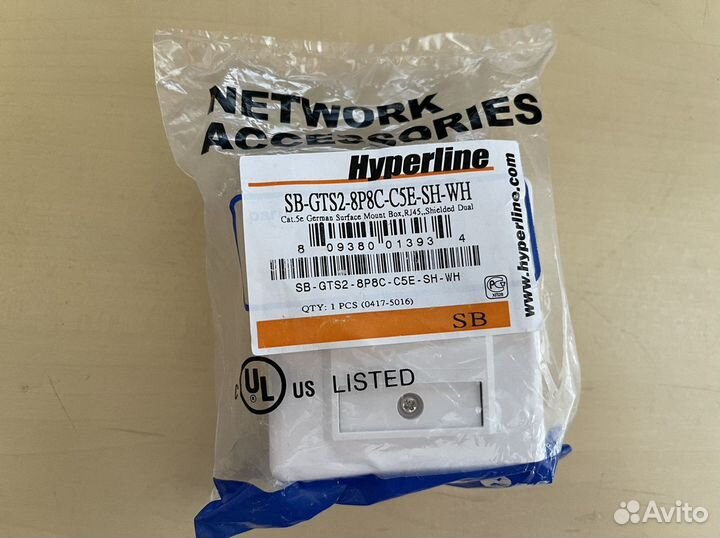 NETWORK
ACCESSORIES
Hyperline
SB-GTS2-8P8C-C5E-SH-WH
Cat.5e German Surface Mount Box,RJ45,,Shielded Dual
8 09380 01393 4
SB-GTS2-8P8C-C5E-SH-WH
QTY: 1 PCS (0417-5016)
SB
www.hyperline.com
C UL US LISTED
Avito